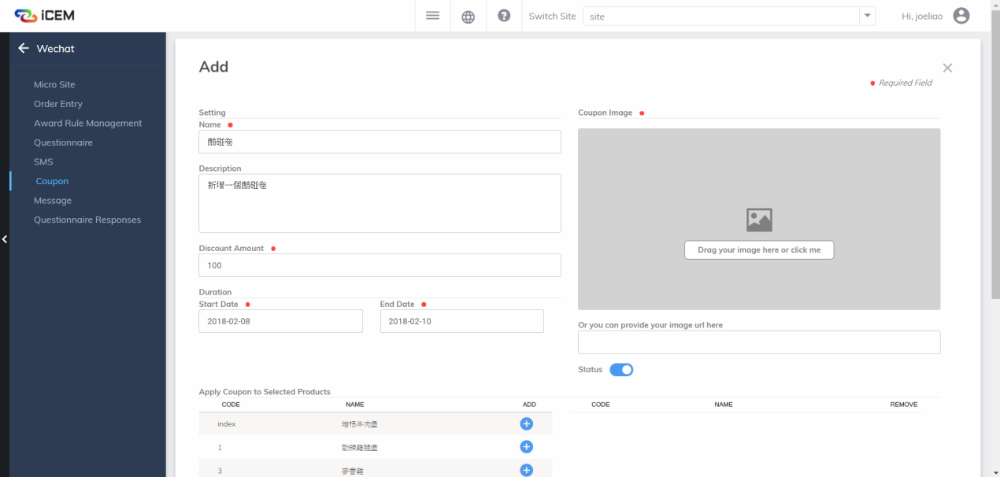 iCEM
Switch Site
site
Hi, joeliao
Wechat
Micro Site
Order Entry
Award Rule Management
Questionnaire
SMS
Coupon
Message
Questionnaire Responses
Add
Required Field
Setting
Name
酷碰卷
Description
新增一個酷碰卷
Discount Amount
100
Duration
Start Date
End Date
2018-02-08
2018-02-10
Coupon Image
Drag your image here or click me
Or you can provide your image url here
Status
Apply Coupon to Selected Products
CODE NAME ADD
index 培根牛肉堡
1 勁辣雞腿堡
3 麥香雞
CODE NAME REMOVE